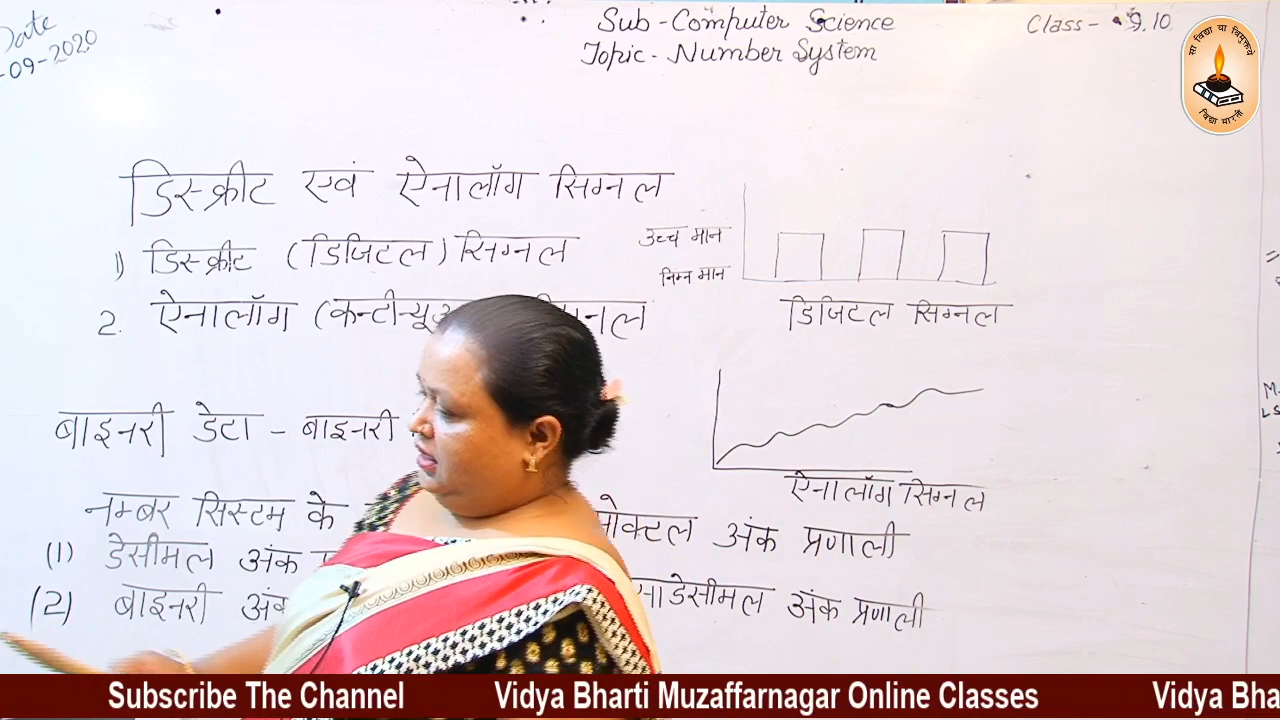 Date
-09-2020
Sub-Computer Science
Topic-Number System
Class- 9.10
सा विद्या या विमुक्तये
विद्या भारती
डिस्क्रीट एवं ऐनालॉग सिग्नल
1) डिस्क्रीट (डिजिटल) सिग्नल
2. ऐनालॉग (कन्टीन्यू
उच्च मान
निम्न मान
डिजिटल सिग्नल
बाइनरी डेटा - बाइनरी
ऐनालॉग सिग्नल
नम्बर सिस्टम के
(1) डेसीमल अंक
(2) बाइनरी अंक
ओक्टल अंक प्रणाली
साडेसीमल अंक प्रणाली
Subscribe The Channel Vidya Bharti Muzaffarnagar Online Classes Vidya Bha